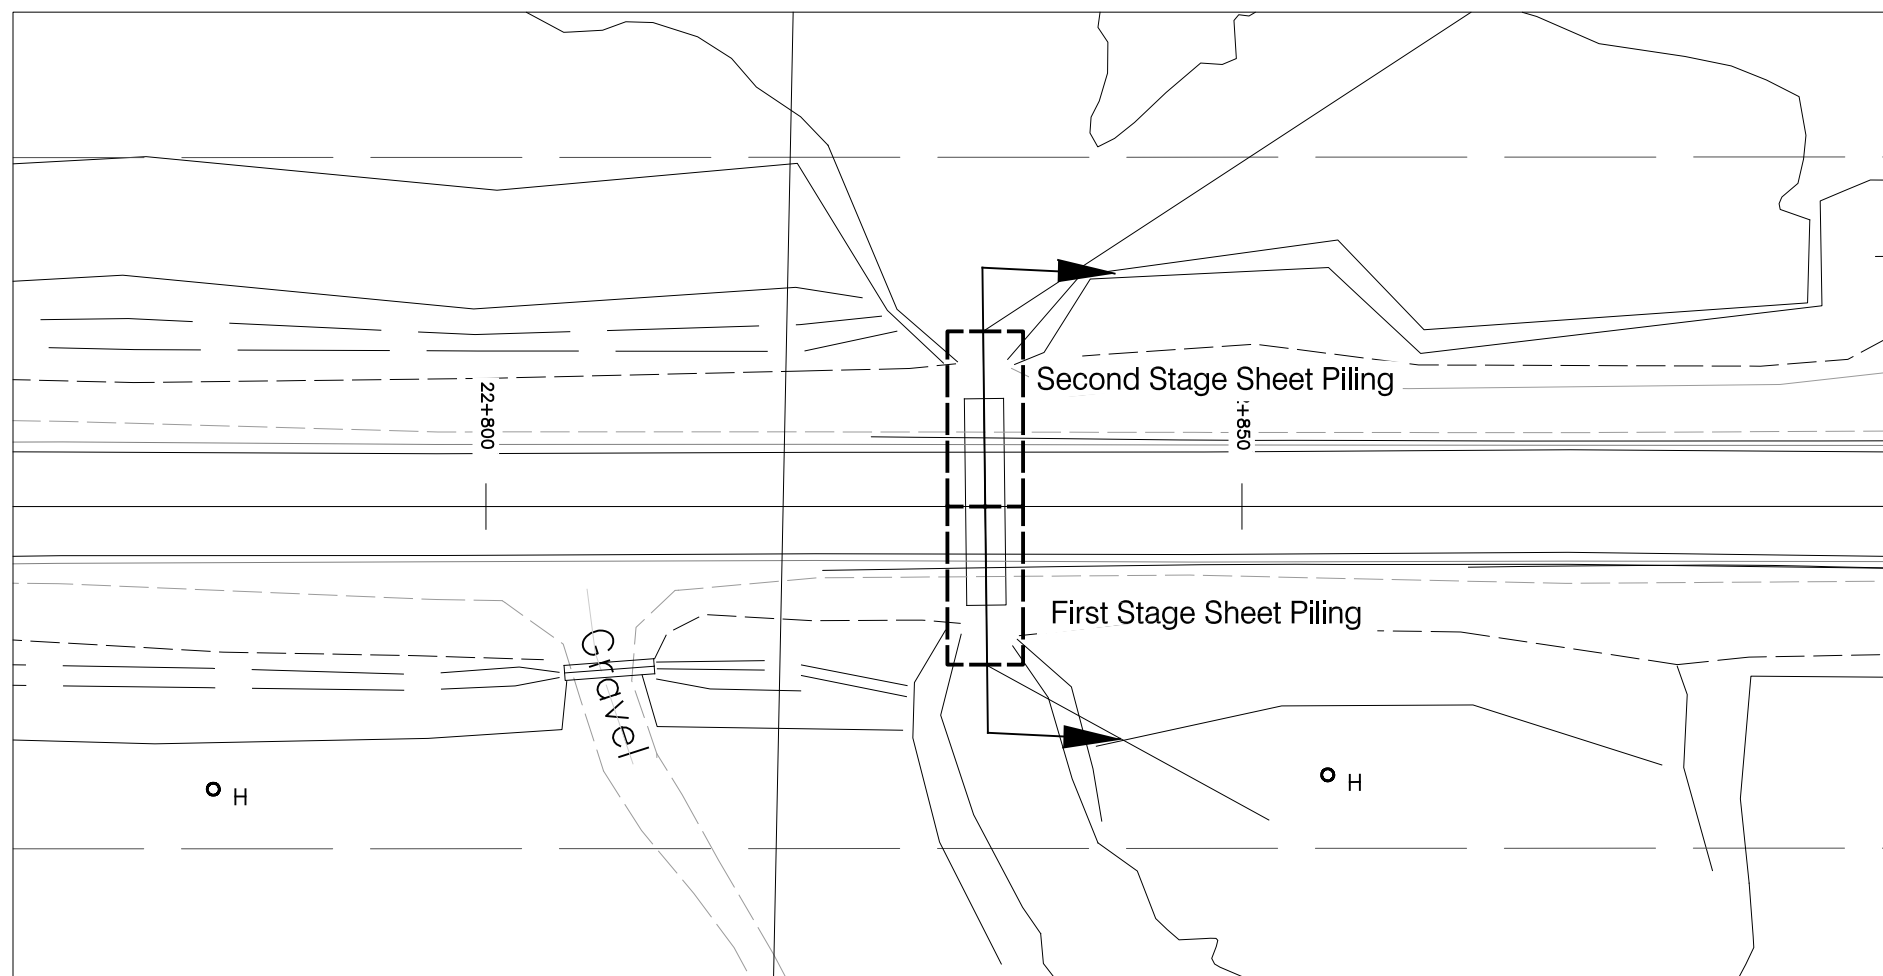 Second Stage Sheet Piling
22+800
+850
First Stage Sheet Piling
Gravel
H
H